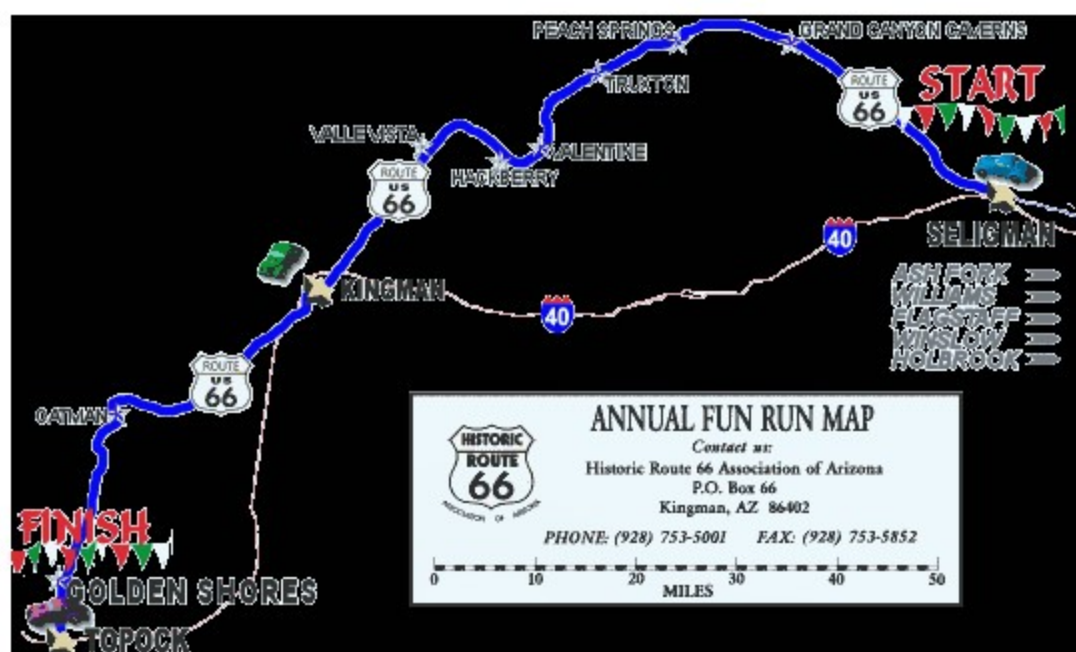 PEACH SPRINGS
GRAND CANYON CAVERNS
TRUXTON
START
ROUTE
US
66
VALLE VISTA
VALENTINE
HACKBERRY
ROUTE
US
66
SELIGMAN
40
KINGMAN
40
ASH FORK
WILLIAMS
FLAGSTAFF
WINSLOW
HOLBROOK
ROUTE
US
66
OATMAN
FINISH
GOLDEN SHORES
TOPOCK
ANNUAL FUN RUN MAP
Contact us:
HISTORIC
ROUTE
66
ASSOCIATION OF ARIZONA
Historic Route 66 Association of Arizona
P.O. Box 66
Kingman, AZ 86402
PHONE: (928) 753-5001 FAX: (928) 753-5852
0 10 20 30 40 50
MILES